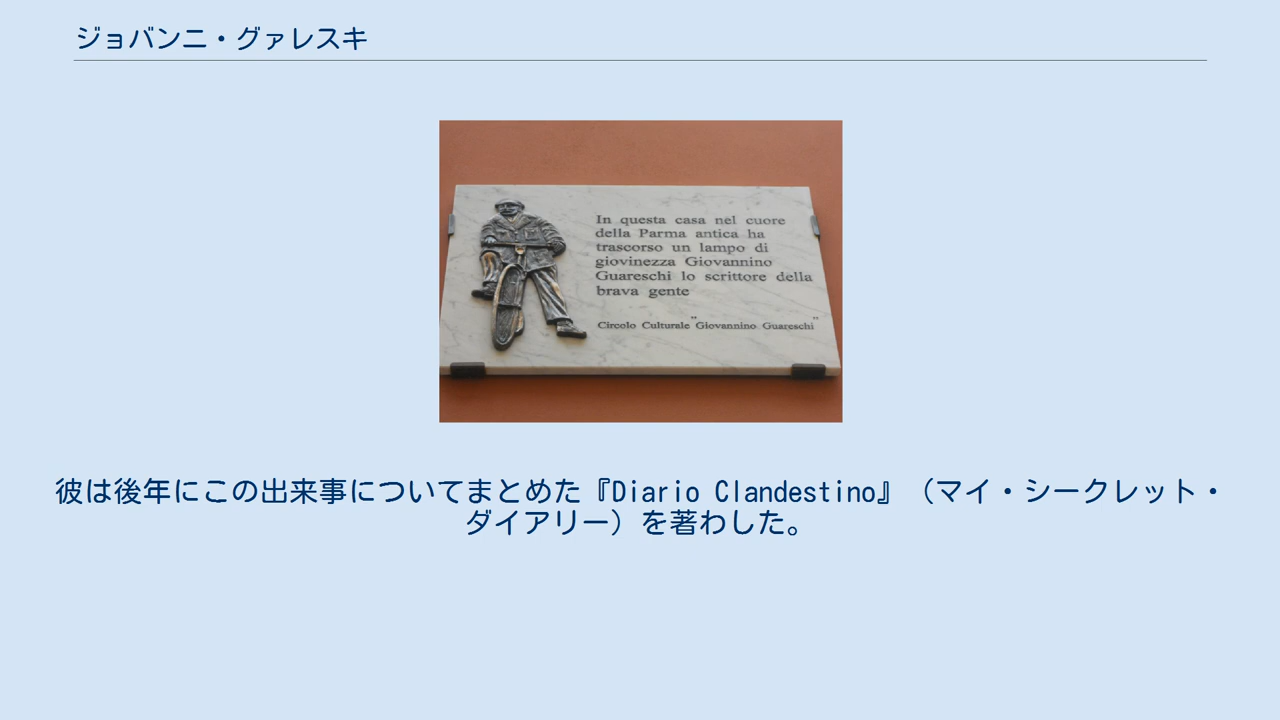 ジョバンニ・グァレスキ
In questa casa nel cuore
della Parma antica ha
trascorso un lampo di
giovinezza Giovannino
Guareschi lo scrittore della
brava gente
Circolo Culturale "Giovannino Guareschi"
彼は後年にこの出来事についてまとめた『Diario Clandestino』（マイ・シークレット・
ダイアリー）を著わした。